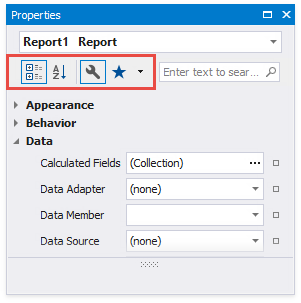 Properties
Report1 Report
A
Z
Enter text to sear...
Appearance
Behavior
Data
Calculated Fields (Collection) ...
Data Adapter (none)
Data Member
Data Source (none)